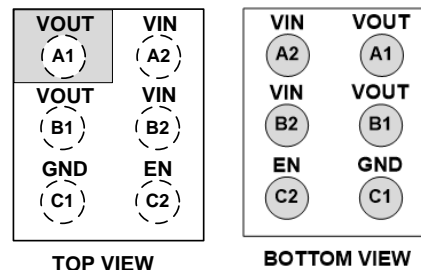 VOUT VIN
A1 A2
VOUT VIN
B1 B2
GND EN
C1 C2
TOP VIEW
VIN VOUT
A2 A1
VIN VOUT
B2 B1
EN GND
C2 C1
BOTTOM VIEW